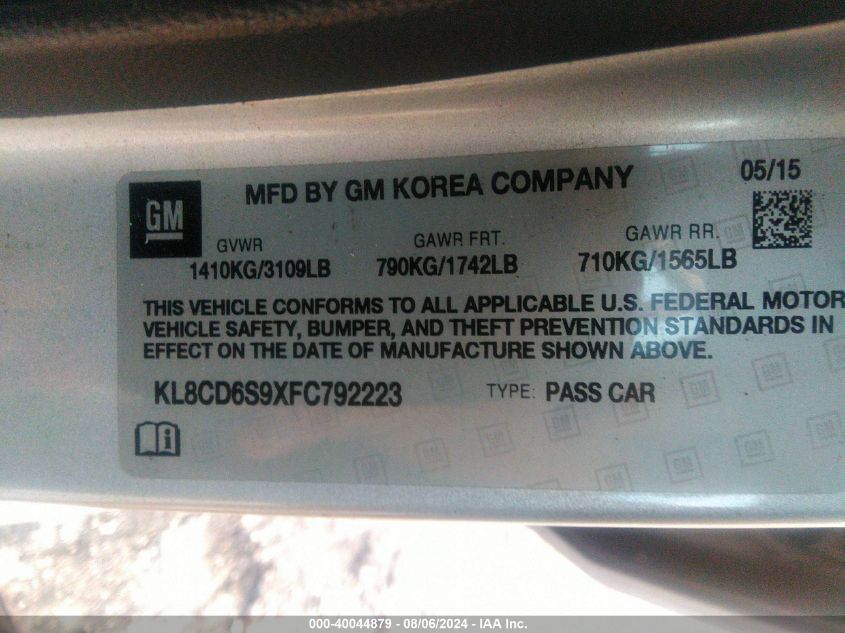 GM
MFD BY GM KOREA COMPANY
05/15
GVWR
GAWR FRT.
GAWR RR.
1410KG/3109LB
790KG/1742LB
710KG/1565LB
THIS VEHICLE CONFORMS TO ALL APPLICABLE U.S. FEDERAL MOTOR
VEHICLE SAFETY, BUMPER, AND THEFT PREVENTION STANDARDS IN
EFFECT ON THE DATE OF MANUFACTURE SHOWN ABOVE.
KL8CD6S9XFC792223
TYPE: PASS CAR
000-40044879 - 08/06/2024 - IAA Inc.